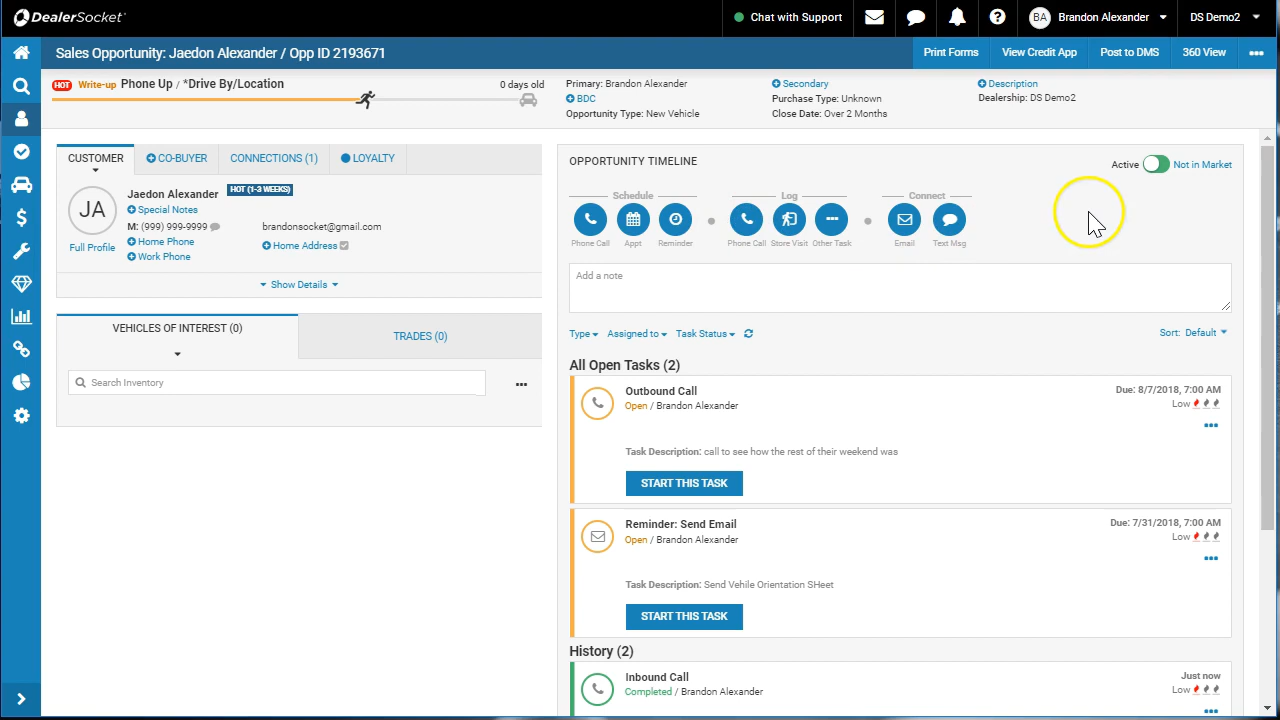 DealerSocket
Chat with Support
BA Brandon Alexander
DS Demo2
Sales Opportunity: Jaedon Alexander / Opp ID 2193671
Print Forms
View Credit App
Post to DMS
360 View
HOT Write-up Phone Up / *Drive By/Location
0 days old
Primary: Brandon Alexander
BDC
Opportunity Type: New Vehicle
Secondary
Purchase Type: Unknown
Close Date: Over 2 Months
Description
Dealership: DS Demo2
CUSTOMER
CO-BUYER
CONNECTIONS (1)
LOYALTY
JA
Full Profile
Jaedon Alexander HOT (1-3 WEEKS)
Special Notes
M: (999) 999-9999
brandonsocket@gmail.com
Home Phone
Home Address
Work Phone
Show Details
VEHICLES OF INTEREST (0)
TRADES (0)
Search Inventory
OPPORTUNITY TIMELINE
Active
Not in Market
Schedule
Log
Connect
Phone Call
Appt
Reminder
Phone Call
Store Visit
Other Task
Email
Text Msg
Add a note
Type
Assigned to
Task Status
Sort: Default
All Open Tasks (2)
Outbound Call
Due: 8/7/2018, 7:00 AM
Open / Brandon Alexander
Low
Task Description: call to see how the rest of their weekend was
START THIS TASK
Reminder: Send Email
Due: 7/31/2018, 7:00 AM
Open / Brandon Alexander
Low
Task Description: Send Vehile Orientation SHeet
START THIS TASK
History (2)
Inbound Call
Just now
Completed / Brandon Alexander
Low